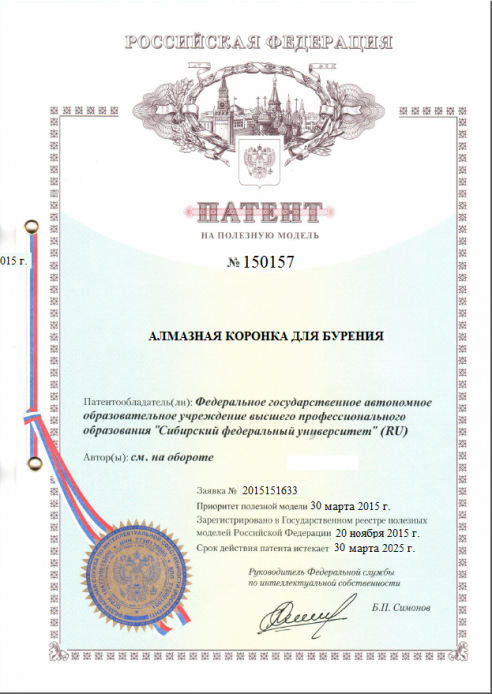 РОССИЙСКАЯ ФЕДЕРАЦИЯ
ПАТЕНТ
НА ПОЛЕЗНУЮ МОДЕЛЬ
№ 150157
015 г.
АЛМАЗНАЯ КОРОНКА ДЛЯ БУРЕНИЯ
Патентообладатель(ли): Федеральное государственное автономное
образовательное учреждение высшего профессионального
образования "Сибирский федеральный университет" (RU)
Автор(ы): см. на обороте
Заявка № 2015151633
Приоритет полезной модели 30 марта 2015 г.
Зарегистрировано в Государственном реестре полезных
моделей Российской Федерации 20 ноября 2015 г.
Срок действия патента истекает 30 марта 2025 г.
Руководитель Федеральной службы
по интеллектуальной собственности
Б.П. Симонов